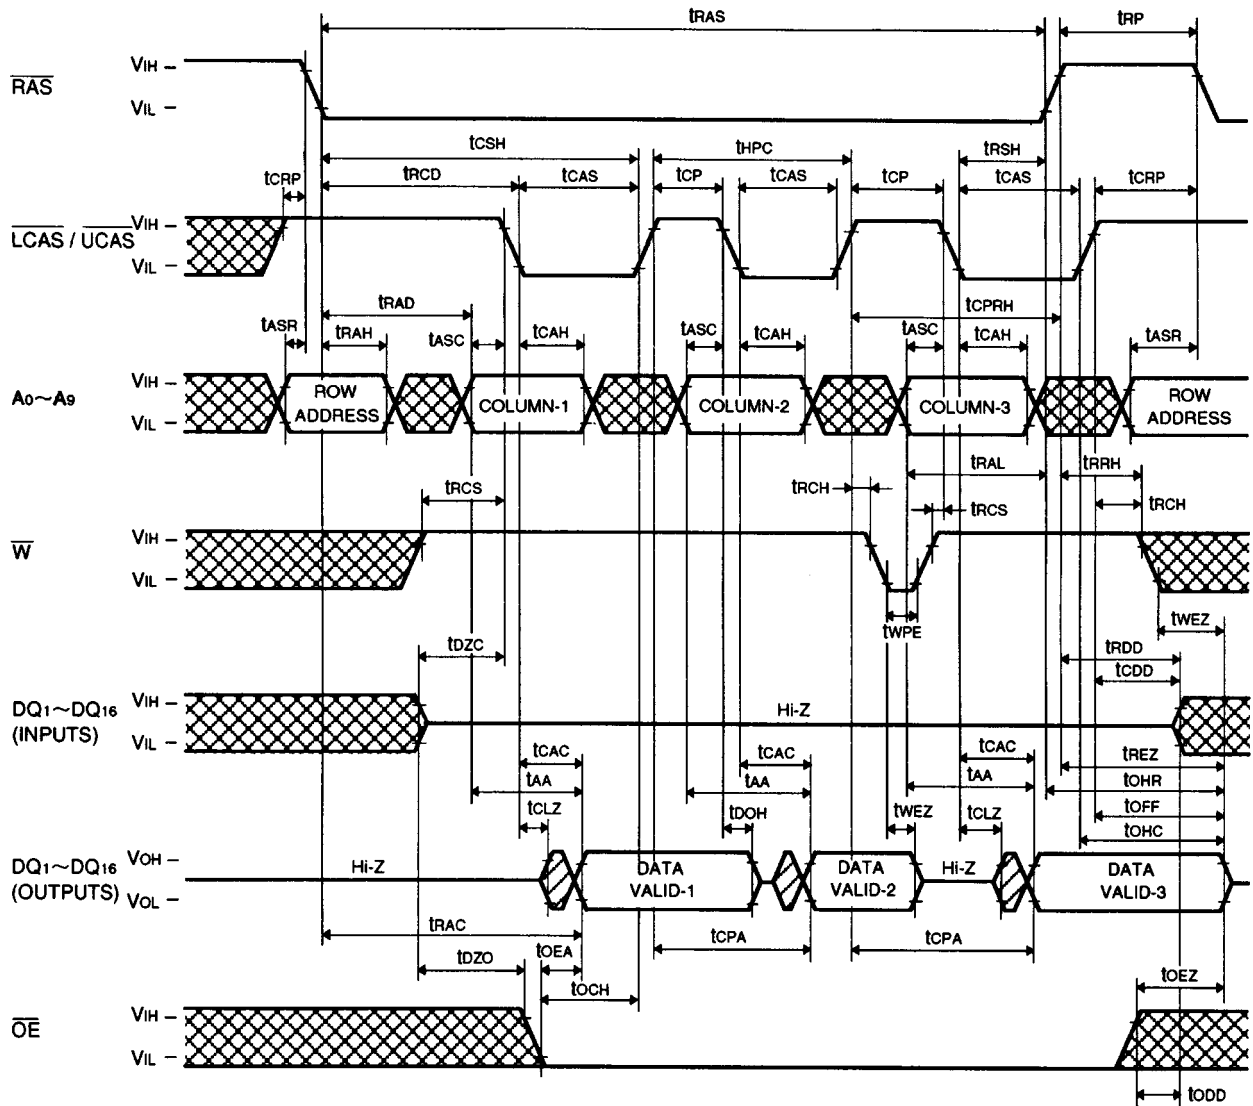 tRAS
tRP
RAS
VIH
VIL
tCSH
tHPC
tRSH
tCRP
tRCD
tCAS
tCP
tCAS
tCP
tCAS
tCRP
LCAS / UCAS
VIH
VIL
tRAD
tCPRH
tASR
tRAH
tASC
tCAH
tASC
tCAH
tASC
tCAH
tASR
A0~A9
VIH
VIL
ROW ADDRESS
COLUMN-1
COLUMN-2
COLUMN-3
ROW ADDRESS
tRCS
tRCH
tRAL
tRCS
tRRH
tRCH
W
VIH
VIL
tWPE
tWEZ
tDZC
tRDD
tCDD
DQ1~DQ16
(INPUTS)
VIH
VIL
Hi-Z
tCAC
tAA
tCLZ
tCAC
tAA
tDOH
tWEZ
tCAC
tAA
tCLZ
tREZ
tOHR
tOFF
tOHC
DQ1~DQ16
(OUTPUTS)
VOH
VOL
Hi-Z
DATA VALID-1
DATA VALID-2
Hi-Z
DATA VALID-3
tRAC
tCPA
tCPA
tDZO
tOEA
tOCH
tOEZ
OE
VIH
VIL
tODD